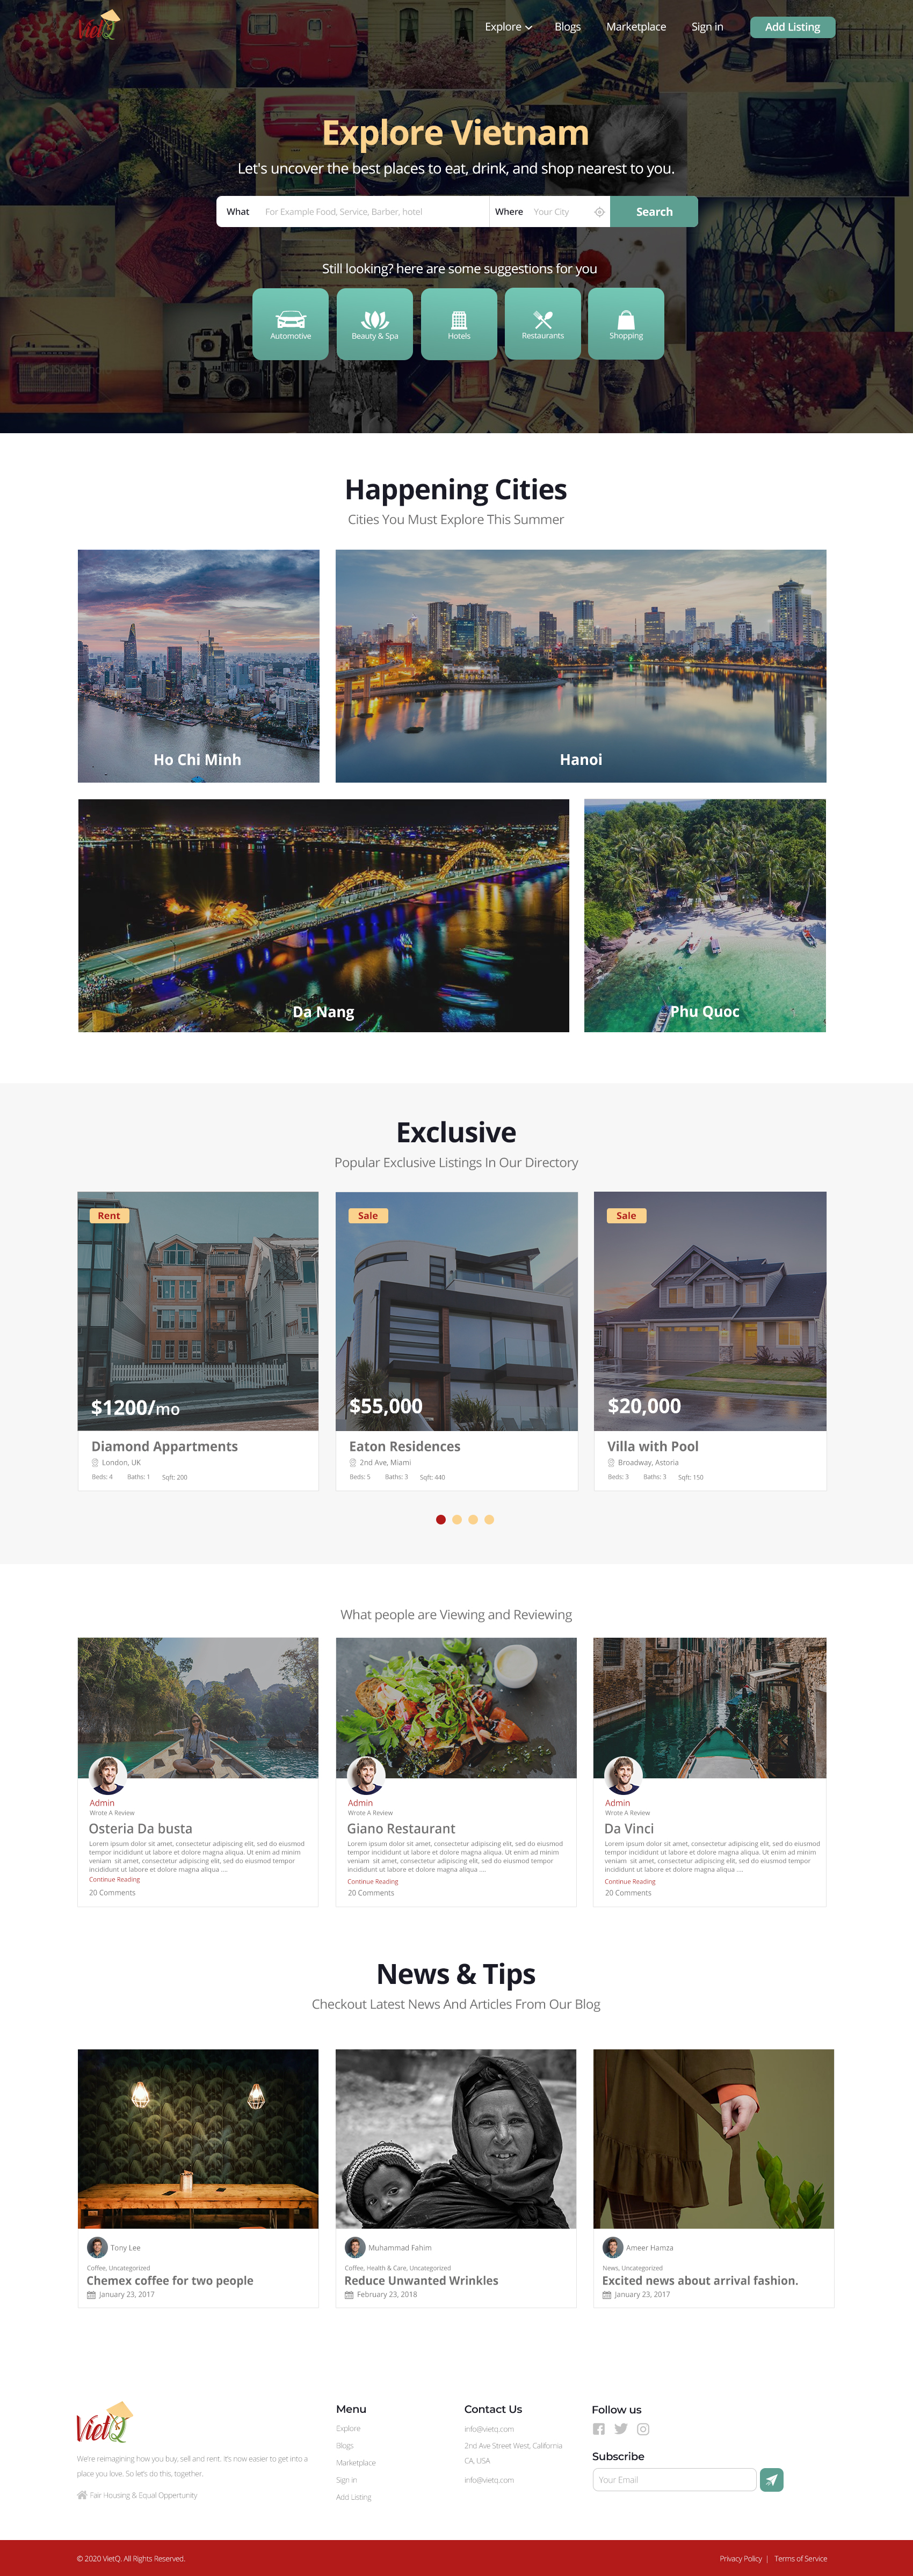 VietQ
Explore
Blogs
Marketplace
Sign in
Add Listing
Explore Vietnam
Let's uncover the best places to eat, drink, and shop nearest to you.
What
For Example Food, Service, Barber, hotel
Where
Your City
Search
Still looking? here are some suggestions for you
Automotive
Beauty & Spa
Hotels
Restaurants
Shopping
Happening Cities
Cities You Must Explore This Summer
Ho Chi Minh
Hanoi
Da Nang
Phu Quoc
Exclusive
Popular Exclusive Listings In Our Directory
Rent
$1200/mo
Diamond Appartments
London, UK
Beds: 4 Baths: 1 Sqft: 200
Sale
$55,000
Eaton Residences
2nd Ave, Miami
Beds: 5 Baths: 3 Sqft: 440
Sale
$20,000
Villa with Pool
Broadway, Astoria
Beds: 3 Baths: 3 Sqft: 150
What people are Viewing and Reviewing
Admin
Wrote A Review
Osteria Da busta
Lorem ipsum dolor sit amet, consectetur adipiscing elit, sed do eiusmod
tempor incididunt ut labore et dolore magna aliqua. Ut enim ad minim
veniam sit amet, consectetur adipiscing elit, sed do eiusmod tempor
incididunt ut labore et dolore magna aliqua ....
Continue Reading
20 Comments
Admin
Wrote A Review
Giano Restaurant
Lorem ipsum dolor sit amet, consectetur adipiscing elit, sed do eiusmod
tempor incididunt ut labore et dolore magna aliqua. Ut enim ad minim
veniam sit amet, consectetur adipiscing elit, sed do eiusmod tempor
incididunt ut labore et dolore magna aliqua ....
Continue Reading
20 Comments
Admin
Wrote A Review
Da Vinci
Lorem ipsum dolor sit amet, consectetur adipiscing elit, sed do eiusmod
tempor incididunt ut labore et dolore magna aliqua. Ut enim ad minim
veniam sit amet, consectetur adipiscing elit, sed do eiusmod tempor
incididunt ut labore et dolore magna aliqua ....
Continue Reading
20 Comments
News & Tips
Checkout Latest News And Articles From Our Blog
Tony Lee
Coffee, Uncategorized
Chemex coffee for two people
January 23, 2017
Muhammad Fahim
Coffee, Health & Care, Uncategorized
Reduce Unwanted Wrinkles
February 23, 2018
Ameer Hamza
News, Uncategorized
Excited news about arrival fashion.
January 23, 2017
VietQ
We're reimagining how you buy, sell and rent. It's now easier to get into a
place you love. So let's do this, together.
Fair Housing & Equal Oppertunity
Menu
Explore
Blogs
Marketplace
Sign in
Add Listing
Contact Us
info@vietq.com
2nd Ave Street West, California
CA, USA
info@vietq.com
Follow us
Subscribe
Your Email
© 2020 VietQ. All Rights Reserved.
Privacy Policy | Terms of Service